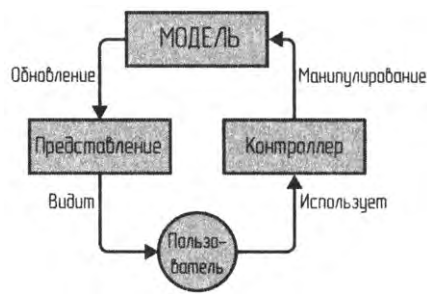 МОДЕЛЬ
Обновление
Манипулирование
Представление
Контроллер
Видит
Использует
Пользо-
ватель